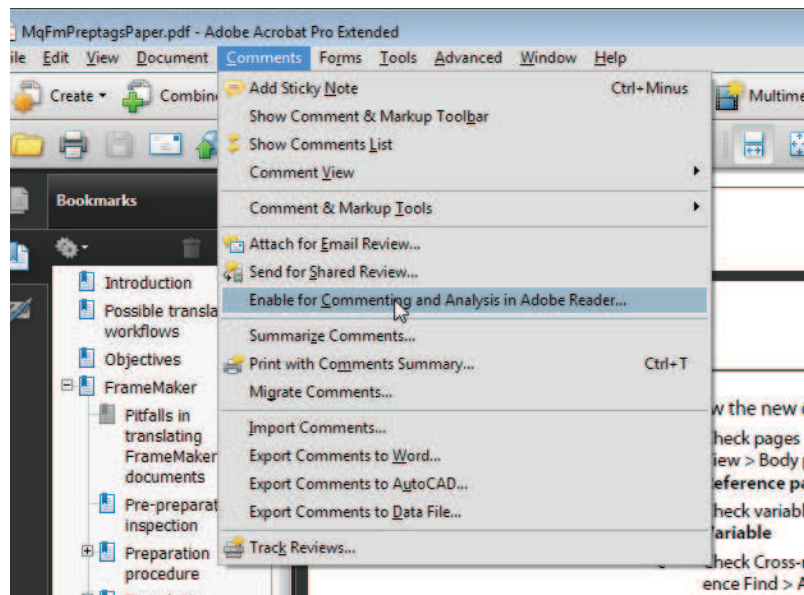 MqFmPreptagsPaper.pdf - Adobe Acrobat Pro Extended
ile Edit View Document Comments Forms Tools Advanced Window Help
Create Combin Multime
Add Sticky Note Ctrl+Minus
Show Comment & Markup Toolbar
Show Comments List
Comment View
Comment & Markup Tools
Attach for Email Review...
Send for Shared Review...
Enable for Commenting and Analysis in Adobe Reader...
Summarize Comments...
Print with Comments Summary... Ctrl+T
Migrate Comments...
Import Comments...
Export Comments to Word...
Export Comments to AutoCAD...
Export Comments to Data File...
Track Reviews...
Bookmarks
Introduction
Possible transla
workflows
Objectives
FrameMaker
Pitfalls in
translating
FrameMaker
documents
Pre-preparat
inspection
Preparation
procedure
w the new
heck pages
iew > Body
eference pa
heck variabl
ariable
Check Cross-r
ence Find > A